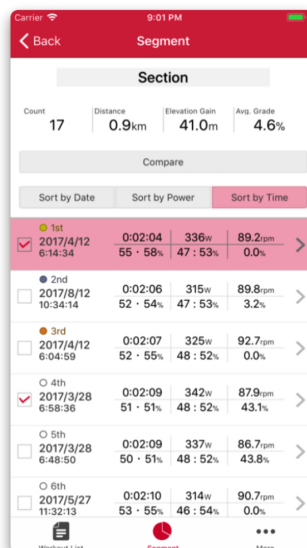 Carrier 9:01 PM
Back Segment
Section
Count Distance Elevation Gain Avg. Grade
17 0.9km 41.0m 4.6%
Compare
Sort by Date Sort by Power Sort by Time
1st
2017/4/12 0:02:04 336W 89.2rpm
6:14:34 55・58% 47 : 53% 0.0%
2nd
2017/8/12 0:02:06 315W 89.8rpm
10:34:14 52・54% 47 : 53% 3.2%
3rd
2017/4/12 0:02:07 325W 92.7rpm
6:04:59 52・55% 48 : 52% 0.0%
4th
2017/3/28 0:02:09 342W 87.9rpm
6:58:36 51・51% 48 : 52% 43.1%
5th
2017/3/28 0:02:09 337W 86.7rpm
6:48:50 50・51% 48 : 52% 43.8%
6th
2017/5/27 0:02:10 314W 90.7rpm
11:32:13 53・55% 46 : 54% 0.0%
Workout List Segment More